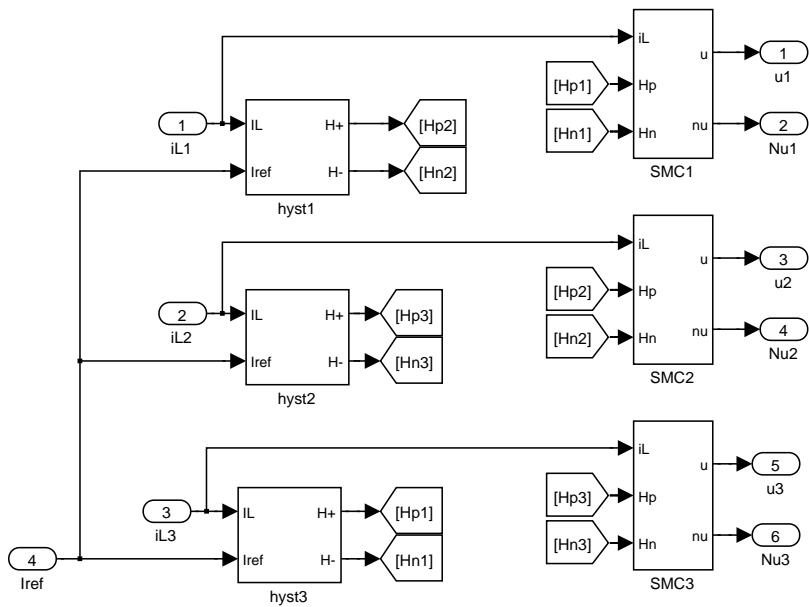 iL
u
1
u1
[Hp1]
Hp
[Hn1]
Hn
nu
2
Nu1
SMC1
1
iL1
IL
H+
[Hp2]
Iref
H-
[Hn2]
hyst1
iL
u
3
u2
[Hp2]
Hp
[Hn2]
Hn
nu
4
Nu2
SMC2
2
iL2
IL
H+
[Hp3]
Iref
H-
[Hn3]
hyst2
iL
u
5
u3
[Hp3]
Hp
[Hn3]
Hn
nu
6
Nu3
SMC3
3
iL3
IL
H+
[Hp1]
4
Iref
Iref
H-
[Hn1]
hyst3